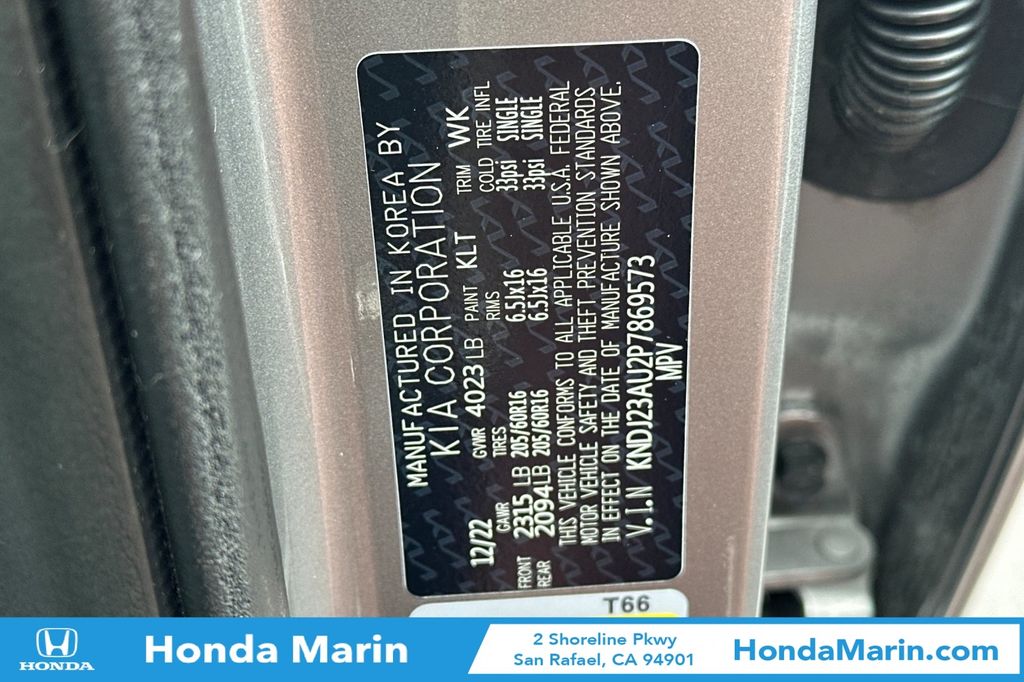 MANUFACTURED IN KOREA BY
KIA CORPORATION
12/22 GVWR 4023 LB PAINT KLT TRIM WK
GAWR TIRES RIMS COLD TIRE INFL
FRONT 2315 LB 205/60R16 6.5Jx16 33psi SINGLE
REAR 2094LB 205/60R16 6.5Jx16 33psi SINGLE
THIS VEHICLE CONFORMS TO ALL APPLICABLE U.S.A. FEDERAL
MOTOR VEHICLE SAFETY AND THEFT PREVENTION STANDARDS
IN EFFECT ON THE DATE OF MANUFACTURE SHOWN ABOVE.
V.I.N KNDJ23AU2P7869573
MPV
T66
HONDA
Honda Marin
2 Shoreline Pkwy
San Rafael, CA 94901
HondaMarin.com